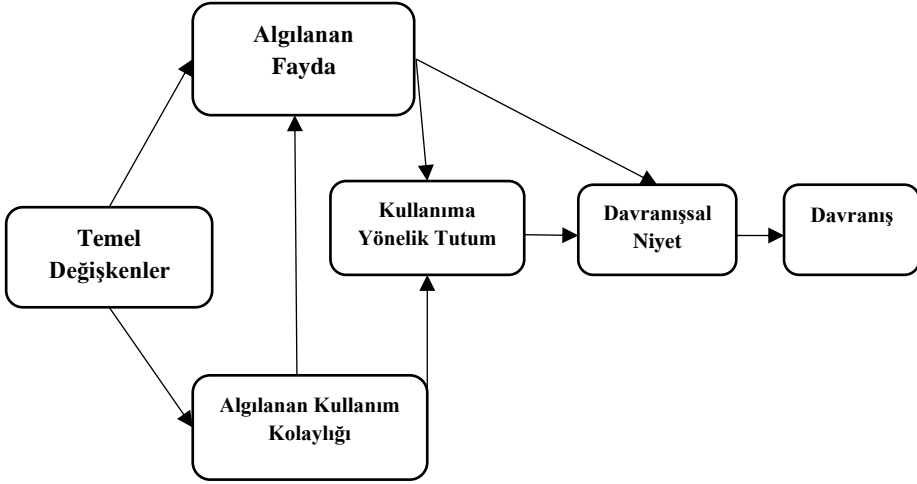 Algılanan
Fayda
Temel
Değişkenler
Kullanıma
Yönelik Tutum
Davranışsal
Niyet
Davranış
Algılanan Kullanım
Kolaylığı